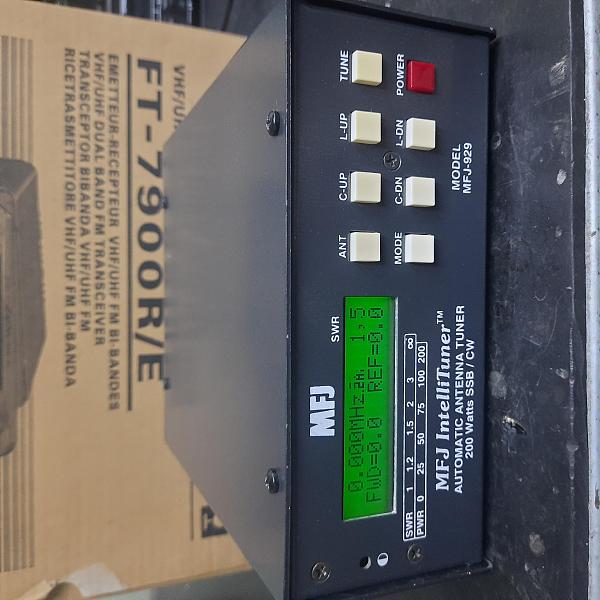 VHF/U
FT-7900R/E
EMETTEUR-RECEPTEUR VHF/UHF FM BI-BANDES
VHF/UHF DUAL BAND FM TRANSCEIVER
TRANSCEPTOR BIBANDA VHF/UHF FM
RICETRASMETTITORE VHF/UHF FM BI-BANDA
MFJ
SWR
0.000MHz 1,5
FWD=0.0 REF=0.0
SWR 1 1.2 1.5 2 3 ∞
PWR 0 25 50 75 100 200
MFJ IntelliTuner™
AUTOMATIC ANTENNA TUNER
200 Watts SSB / CW
ANT C-UP L-UP TUNE
MODE C-DN L-DN POWER
MODEL
MFJ-929